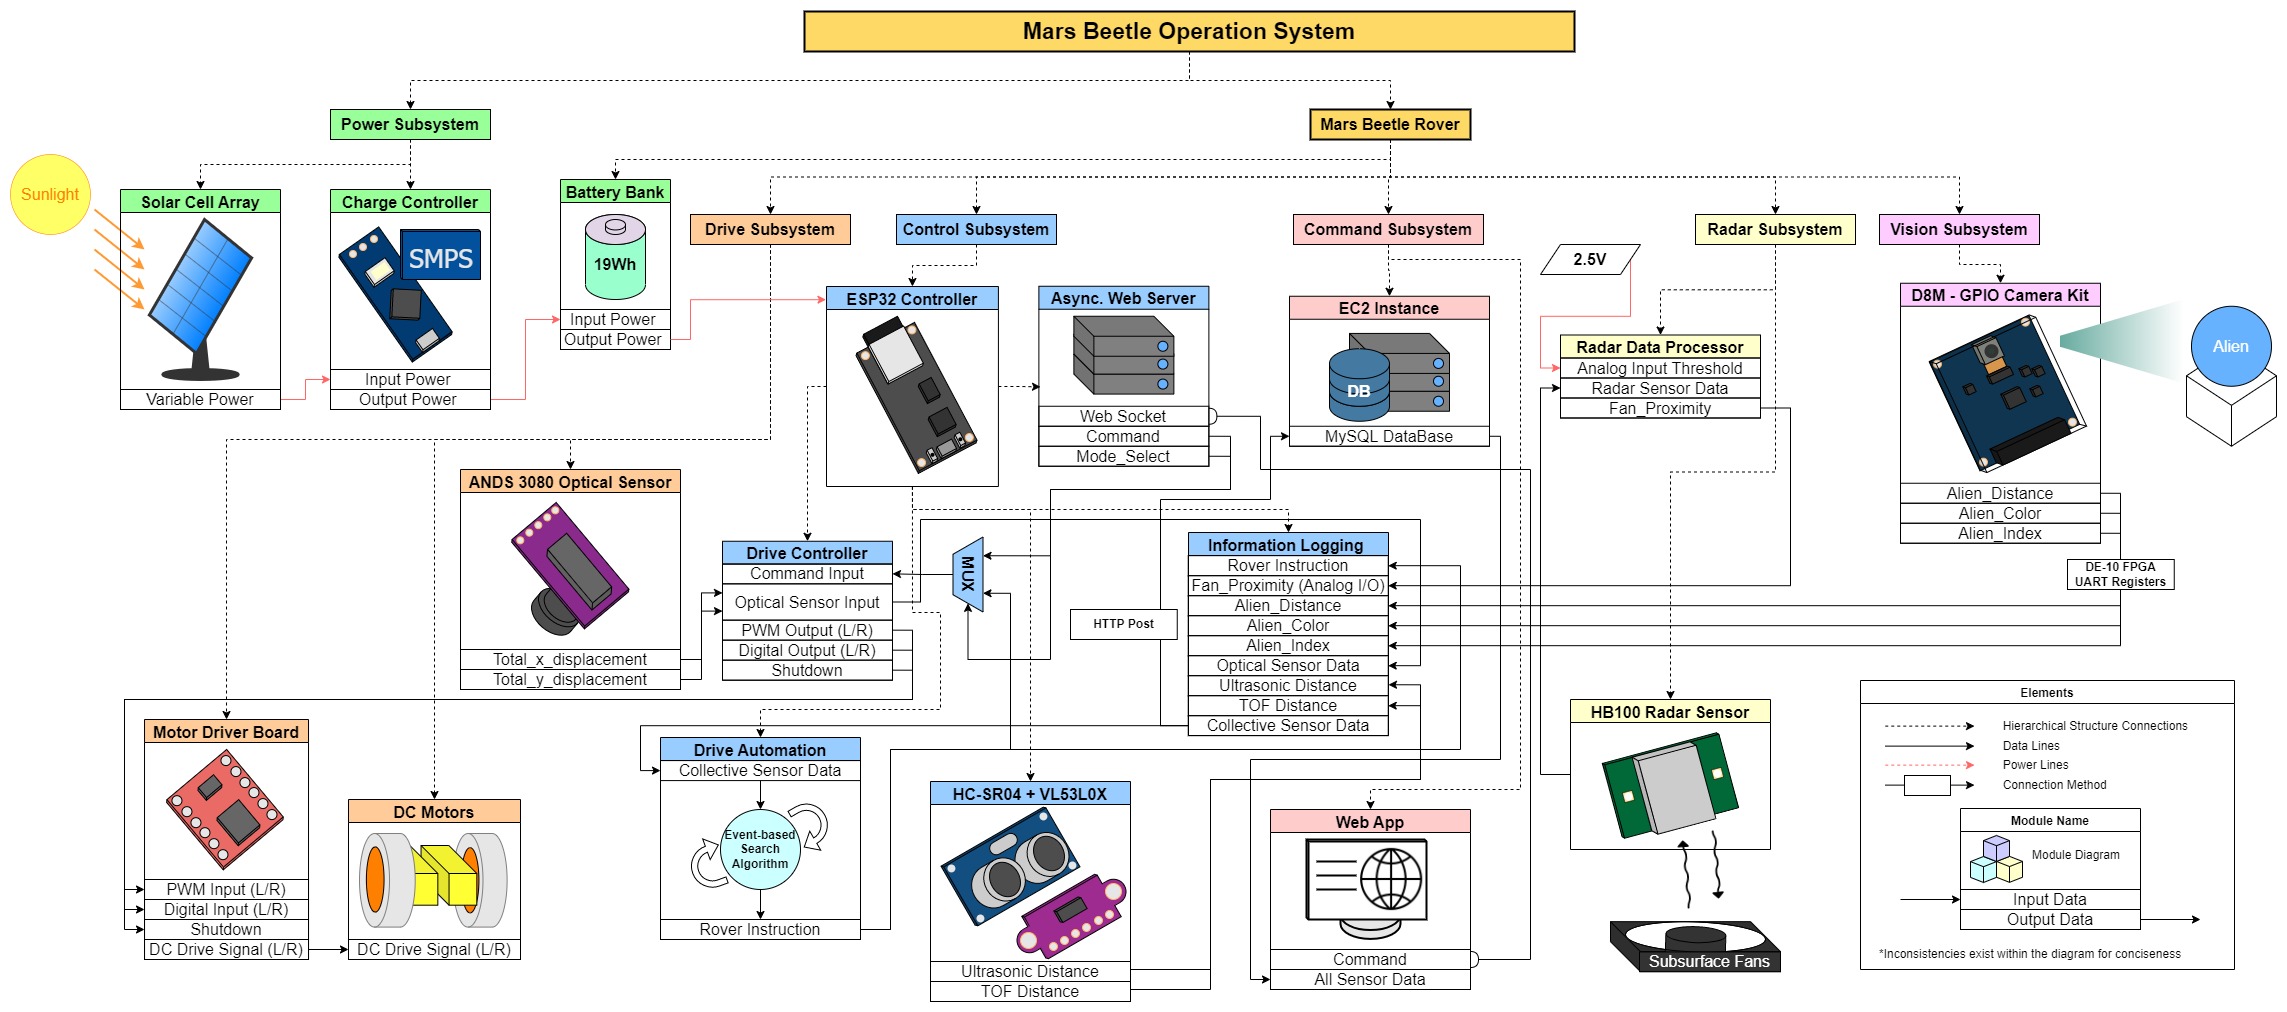 Mars Beetle Operation System
Power Subsystem
Mars Beetle Rover
Sunlight
Solar Cell Array
Variable Power
Charge Controller
SMPS
Input Power
Output Power
Battery Bank
19Wh
Input Power
Output Power
Drive Subsystem
Control Subsystem
Command Subsystem
Radar Subsystem
Vision Subsystem
ESP32 Controller
Async. Web Server
Web Socket
Command
Mode_Select
EC2 Instance
DB
MySQL DataBase
2.5V
Radar Data Processor
Analog Input Threshold
Radar Sensor Data
Fan_Proximity
D8M - GPIO Camera Kit
Alien_Distance
Alien_Color
Alien_Index
Alien
DE-10 FPGA
UART Registers
ANDS 3080 Optical Sensor
Total_x_displacement
Total_y_displacement
Drive Controller
Command Input
Optical Sensor Input
PWM Output (L/R)
Digital Output (L/R)
Shutdown
MUX
HTTP Post
Information Logging
Rover Instruction
Fan_Proximity (Analog I/O)
Alien_Distance
Alien_Color
Alien_Index
Optical Sensor Data
Ultrasonic Distance
TOF Distance
Collective Sensor Data
Motor Driver Board
PWM Input (L/R)
Digital Input (L/R)
Shutdown
DC Drive Signal (L/R)
DC Motors
DC Drive Signal (L/R)
Drive Automation
Collective Sensor Data
Event-based
Search
Algorithm
Rover Instruction
HC-SR04 + VL53L0X
Ultrasonic Distance
TOF Distance
Web App
Command
All Sensor Data
HB100 Radar Sensor
Subsurface Fans
Elements
Hierarchical Structure Connections
Data Lines
Power Lines
Connection Method
Module Name
Module Diagram
Input Data
Output Data
*Inconsistencies exist within the diagram for conciseness